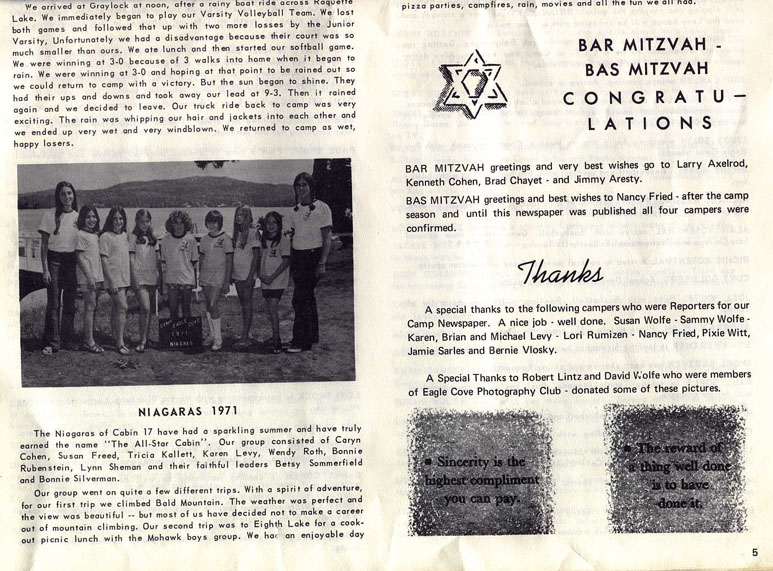 We arrived at Graylock at noon, after a rainy boat ride across Raquette
Lake. We immediately began to play our Varsity Volleyball Team. We lost
both games and followed that up with two more losses by the Junior
Varsity, Unfortunately we had a disadvantage because their court was so
much smaller than ours. We ate lunch and then started our softball game.
We were winning at 3-0 because of 3 walks into home when it began to
rain. We were winning at 3-0 and hoping at that point to be rained out so
we could return to camp with a victory. But the sun began to shine. They
had their ups and downs and took away our lead at 9-3. Then it rained
again and we decided to leave. Our truck ride back to camp was very
exciting. The rain was whipping our hair and jackets into each other and
we ended up very wet and very windblown. We returned to camp as wet,
happy losers.
1971
NIAGRAS
NIAGARAS 1971
The Niagaras of Cabin 17 have had a sparkling summer and have truly
earned the name "The All-Star Cabin". Our group consisted of Caryn
Cohen, Susan Freed, Tricia Kallett, Karen Levy, Wendy Roth, Bonnie
Rubenstein, Lynn Sheman and their faithful leaders Betsy Sommerfield
and Bonnie Silverman.
Our group went on quite a few different trips. With a spirit of adventure,
for our first trip we climbed Bald Mountain. The weather was perfect and
the view was beautiful -- but most of us have decided not to make a career
out of mountain climbing. Our second trip was to Eighth Lake for a cook-
out picnic lunch with the Mohawk boys group. We had an enjoyable day
pizza parties, campfires, rain, movies and all the fun we all had.
BAR MITZVAH -
BAS MITZVAH
CONGRATU-
LATIONS
BAR MITZVAH greetings and very best wishes go to Larry Axelrod,
Kenneth Cohen, Brad Chayet - and Jimmy Aresty.
BAS MITZVAH greetings and best wishes to Nancy Fried - after the camp
season and until this newspaper was published all four campers were
confirmed.
Thanks
A special thanks to the following campers who were Reporters for our
Camp Newspaper. A nice job - well done. Susan Wolfe - Sammy Wolfe -
Karen, Brian and Michael Levy - Lori Rumizen - Nancy Fried, Pixie Witt,
Jamie Sarles and Bernie Vlosky.
A Special Thanks to Robert Lintz and David Wolfe who were members
of Eagle Cove Photography Club - donated some of these pictures.
■ Sincerity is the
highest compliment
you can pay.
■ The reward of
a thing well done
is to have
done it.
5